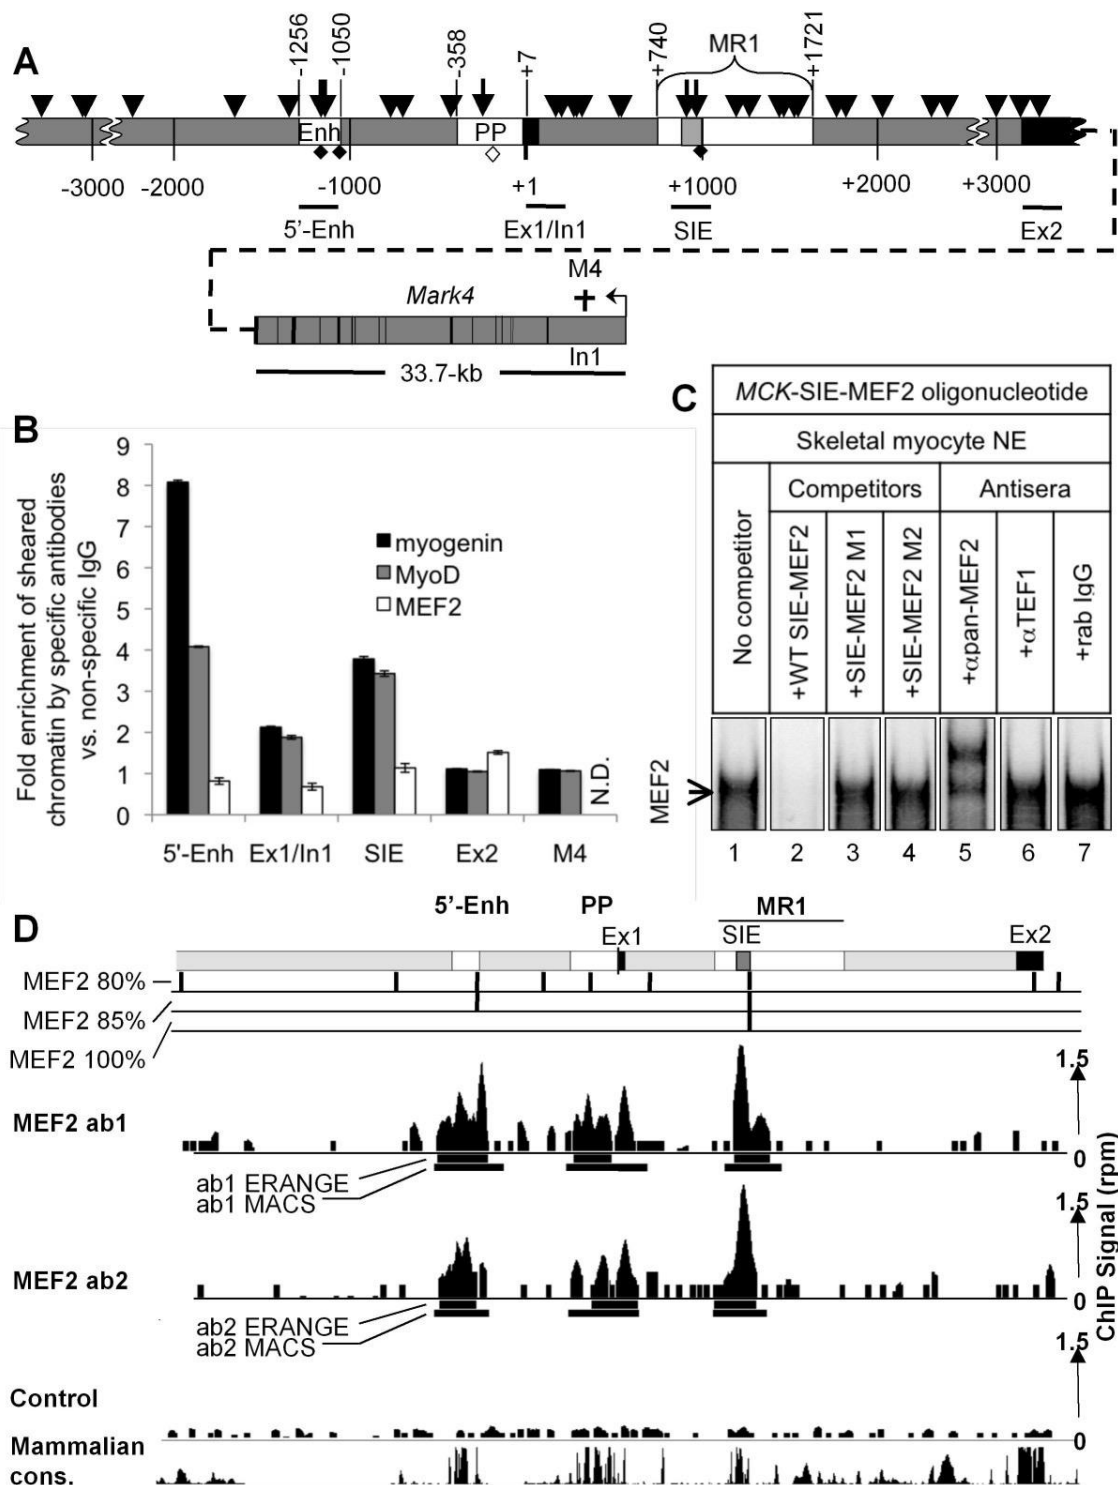 A
-1256
-1050
-358
+7
+740
MR1
+1721
Enh
PP
-3000
-2000
-1000
+1
+1000
+2000
+3000
5'-Enh
Ex1/In1
SIE
Ex2
Mark4
M4
In1
33.7-kb
B
Fold enrichment of sheared
chromatin by specific antibodies
vs. non-specific IgG
9
8
7
6
5
4
3
2
1
0
myogenin
MyoD
MEF2
N.D.
5'-Enh
Ex1/In1
SIE
Ex2
M4
C
MCK-SIE-MEF2 oligonucleotide
Skeletal myocyte NE
Competitors
Antisera
No competitor
+WT SIE-MEF2
+SIE-MEF2 M1
+SIE-MEF2 M2
+αpan-MEF2
+αTEF1
+rab IgG
MEF2
1 2 3 4 5 6 7
D
5'-Enh
PP
MR1
Ex1
SIE
Ex2
MEF2 80%
MEF2 85%
MEF2 100%
MEF2 ab1
1.5
0
ab1 ERANGE
ab1 MACS
MEF2 ab2
1.5
0
ab2 ERANGE
ab2 MACS
ChIP Signal (rpm)
1.5
Control
0
Mammalian
cons.